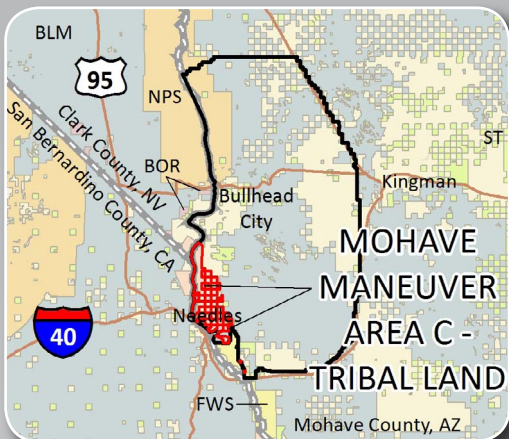 BLM
95
NPS
Clark County, NV
San Bernardino County, CA
BOR
ST
Bullhead
City
Kingman
MOHAVE
MANEUVER
AREA C -
TRIBAL LAND
Needles
40
FWS
Mohave County, AZ